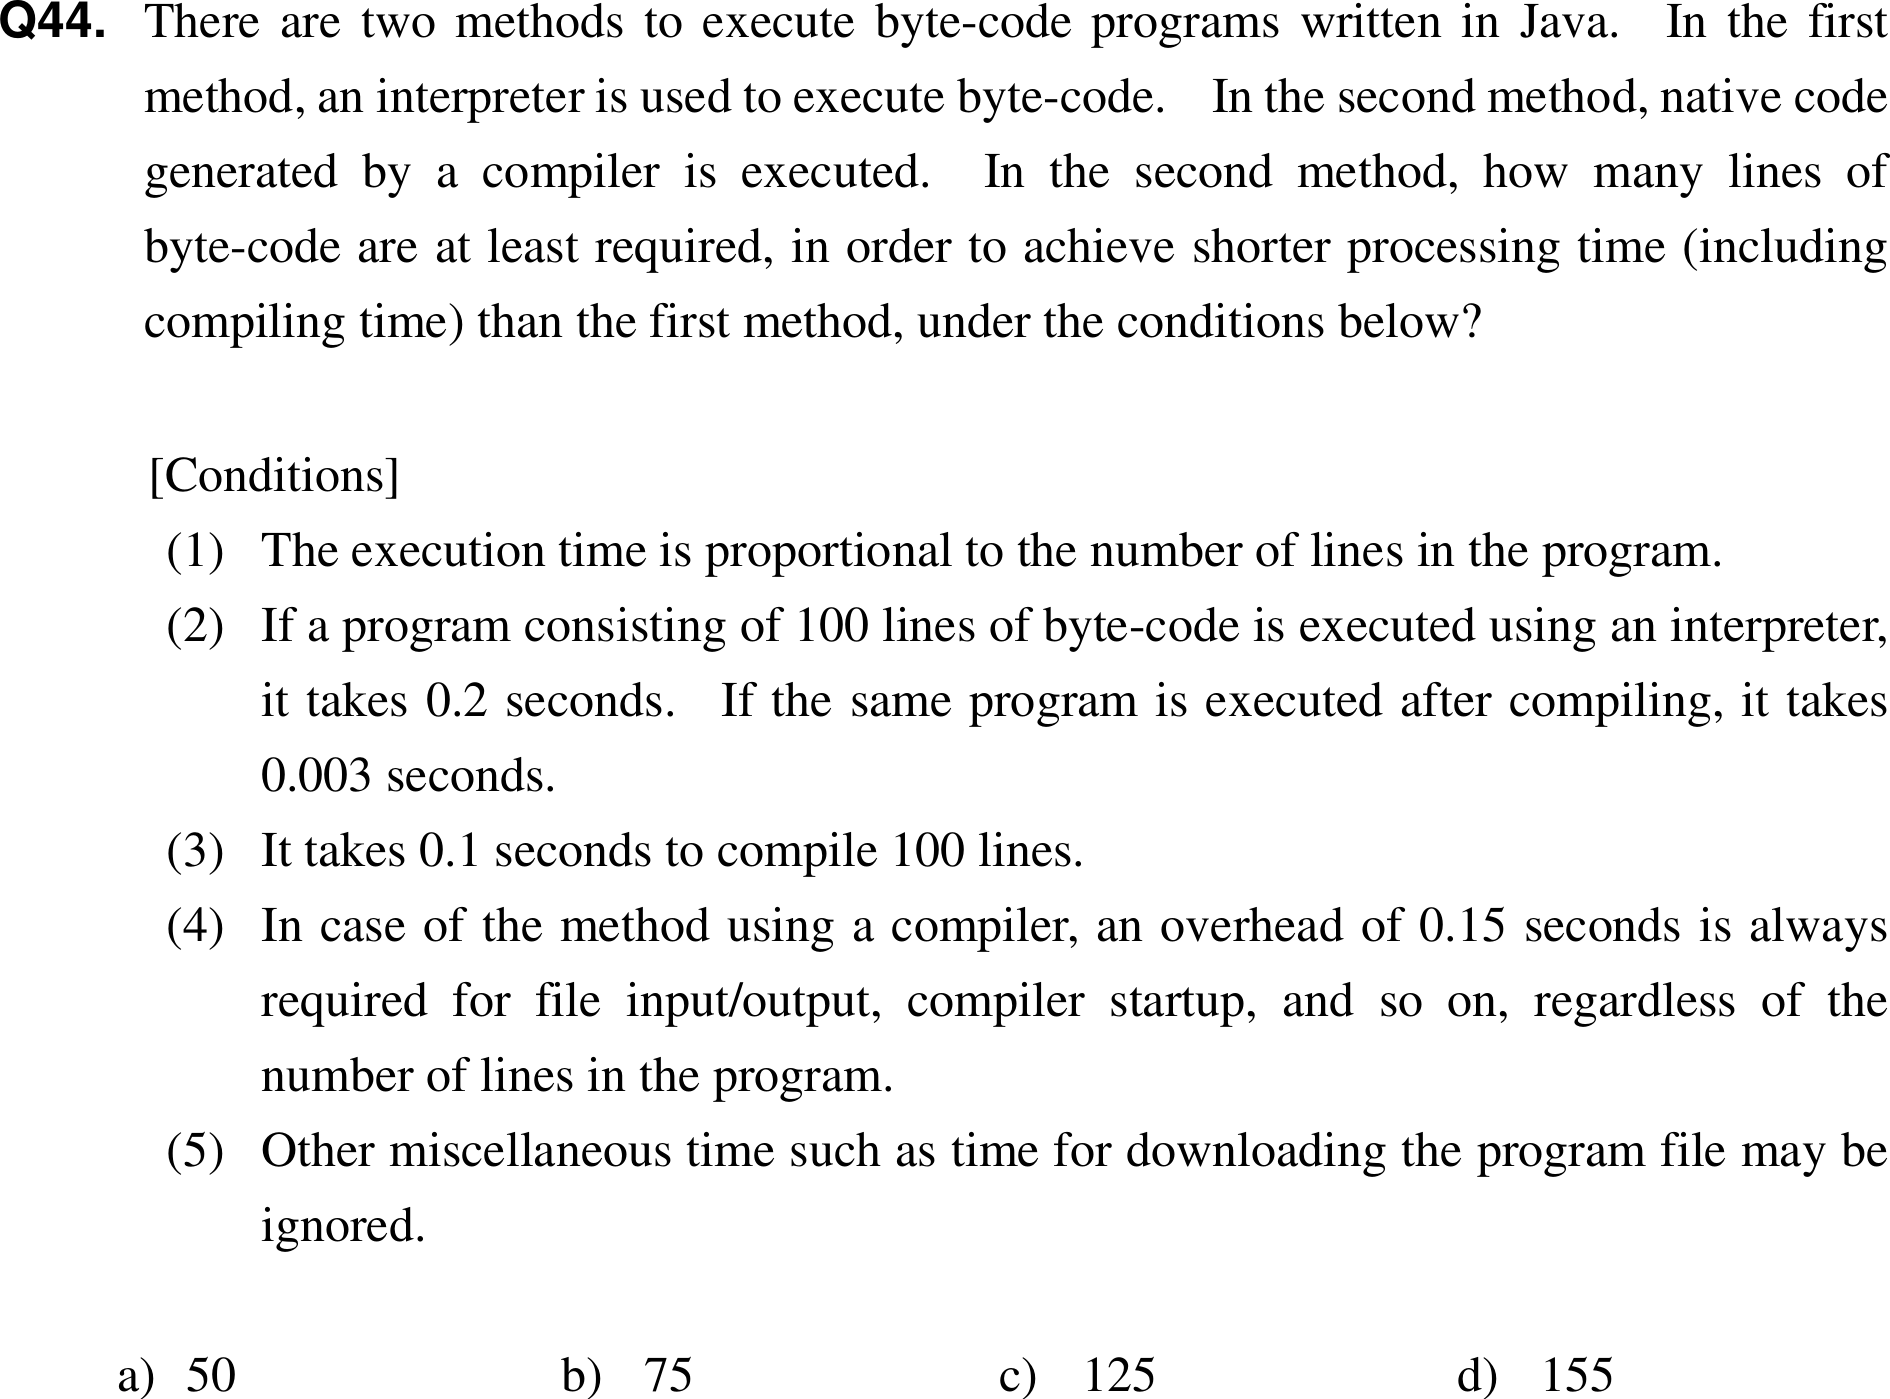 Q44. There are two methods to execute byte-code programs written in Java. In the first
method, an interpreter is used to execute byte-code. In the second method, native code
generated by a compiler is executed. In the second method, how many lines of
byte-code are at least required, in order to achieve shorter processing time (including
compiling time) than the first method, under the conditions below?
[Conditions]
(1) The execution time is proportional to the number of lines in the program.
(2) If a program consisting of 100 lines of byte-code is executed using an interpreter,
it takes 0.2 seconds. If the same program is executed after compiling, it takes
0.003 seconds.
(3) It takes 0.1 seconds to compile 100 lines.
(4) In case of the method using a compiler, an overhead of 0.15 seconds is always
required for file input/output, compiler startup, and so on, regardless of the
number of lines in the program.
(5) Other miscellaneous time such as time for downloading the program file may be
ignored.
a) 50 b) 75 c) 125 d) 155